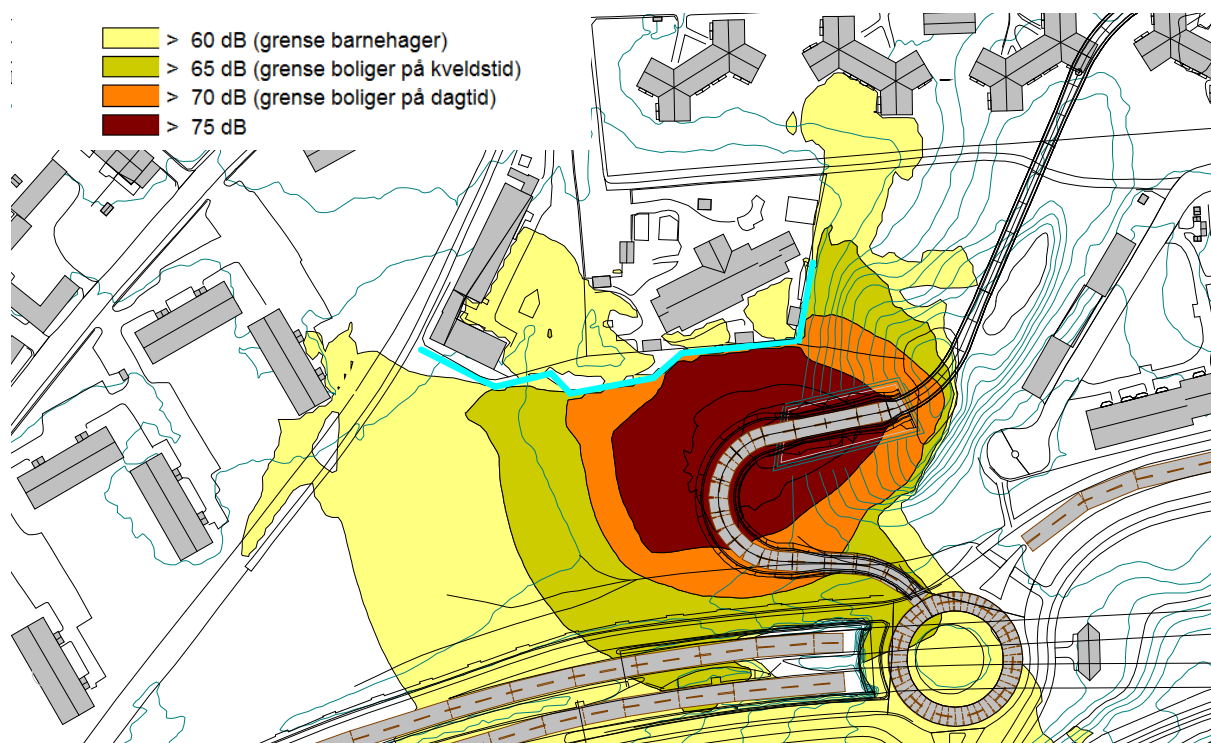 > 60 dB (grense barnehager)
> 65 dB (grense boliger på kveldstid)
> 70 dB (grense boliger på dagtid)
> 75 dB